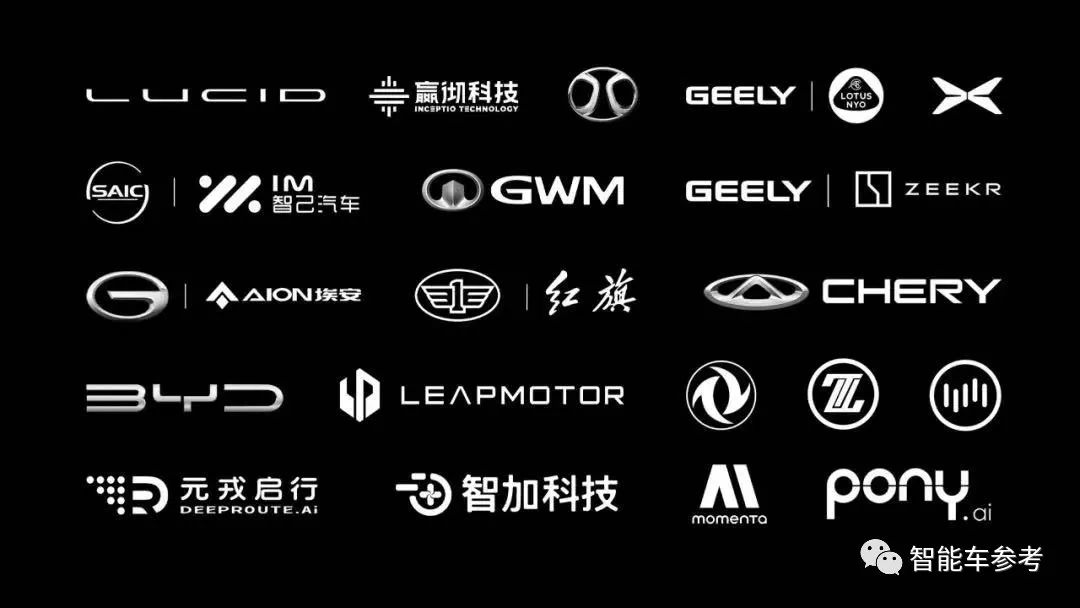 LUCID
嬴彻科技
INCEPTIO TECHNOLOGY
GEELY
LOTUS
NYO
SAIC
IM
智己汽车
GWM
GEELY
ZEEKR
AION埃安
1
红旗
CHERY
BYD
LEAPMOTOR
元戎启行
DEEPROUTE.Ai
智加科技
momenta
pony.ai
智能车参考